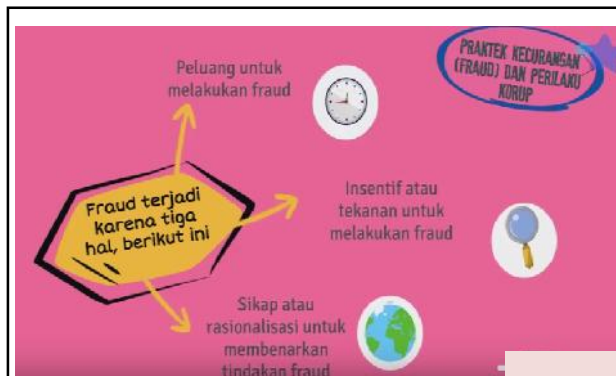 PRAKTEK KECURANGAN
(FRAUD) DAN PERILAKU
KORUP
Peluang untuk
melakukan fraud
Fraud terjadi
karena tiga
hal, berikut ini
Insentif atau
tekanan untuk
melakukan fraud
Sikap atau
rasionalisasi untuk
membenarkan
tindakan fraud